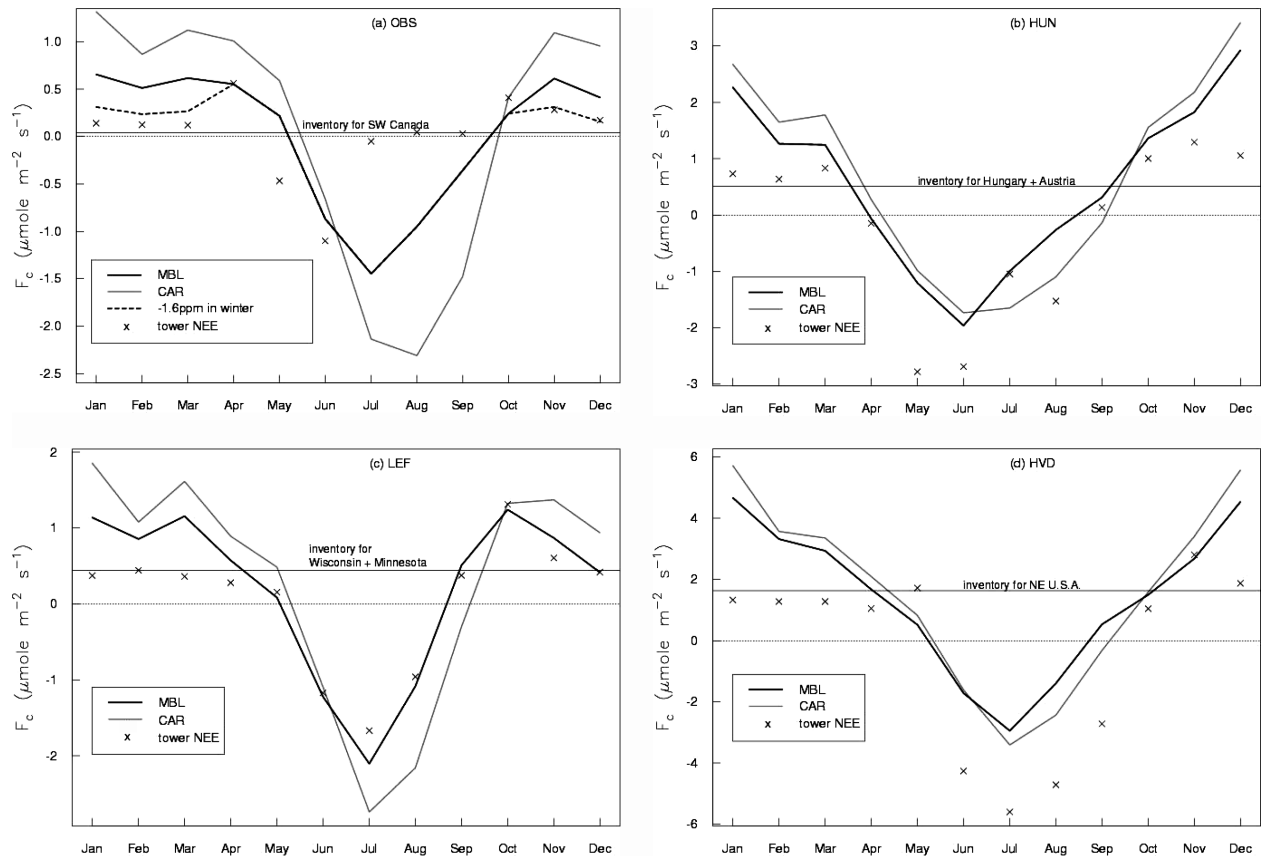 (a) OBS
F_c (μmole m⁻² s⁻¹)
1.0
0.5
0.0
-0.5
-1.0
-1.5
-2.0
-2.5
inventory for SW Canada
MBL
CAR
-1.6ppm in winter
x tower NEE
Jan Feb Mar Apr May Jun Jul Aug Sep Oct Nov Dec
(b) HUN
F_c (μmole m⁻² s⁻¹)
3
2
1
0
-1
-2
-3
inventory for Hungary + Austria
MBL
CAR
x tower NEE
Jan Feb Mar Apr May Jun Jul Aug Sep Oct Nov Dec
(c) LEF
F_c (μmole m⁻² s⁻¹)
2
1
0
-1
-2
inventory for
Wisconsin + Minnesota
MBL
CAR
x tower NEE
Jan Feb Mar Apr May Jun Jul Aug Sep Oct Nov Dec
(d) HVD
F_c (μmole m⁻² s⁻¹)
6
4
2
0
-2
-4
-6
inventory for NE U.S.A.
MBL
CAR
x tower NEE
Jan Feb Mar Apr May Jun Jul Aug Sep Oct Nov Dec